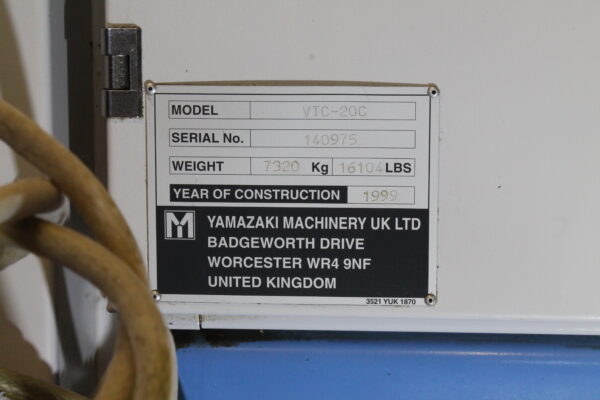 MODEL VTC-20C
SERIAL No. 140975
WEIGHT 7320 Kg 16104 LBS
YEAR OF CONSTRUCTION 1999
YAMAZAKI MACHINERY UK LTD
BADGEWORTH DRIVE
WORCESTER WR4 9NF
UNITED KINGDOM
3521 YUK 1870